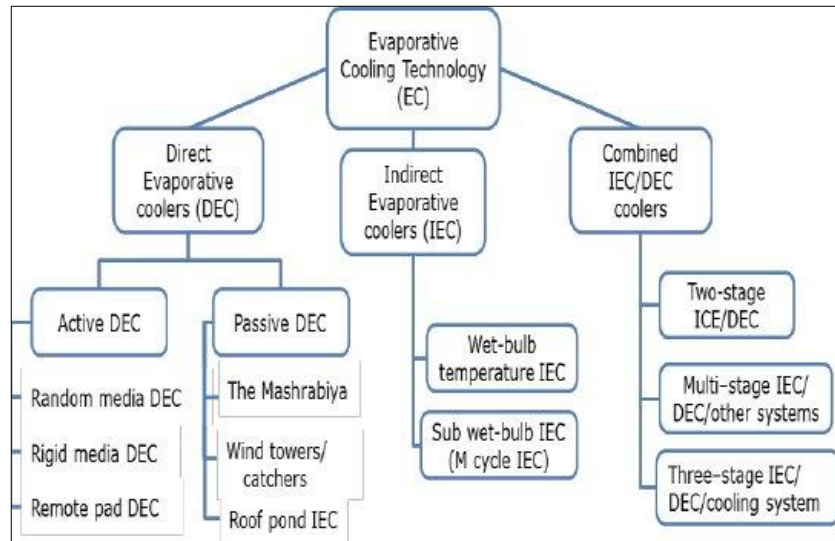 Evaporative
Cooling Technology
(EC)
Direct
Evaporative
coolers (DEC)
Indirect
Evaporative
coolers (IEC)
Combined
IEC/DEC
coolers
Active DEC
Random media DEC
Rigid media DEC
Remote pad DEC
Passive DEC
The Mashrabiya
Wind towers/
catchers
Roof pond IEC
Wet-bulb
temperature IEC
Sub wet-bulb IEC
(M cycle IEC)
Two-stage
ICE/DEC
Multi-stage IEC/
DEC/other systems
Three-stage IEC/
DEC/cooling system